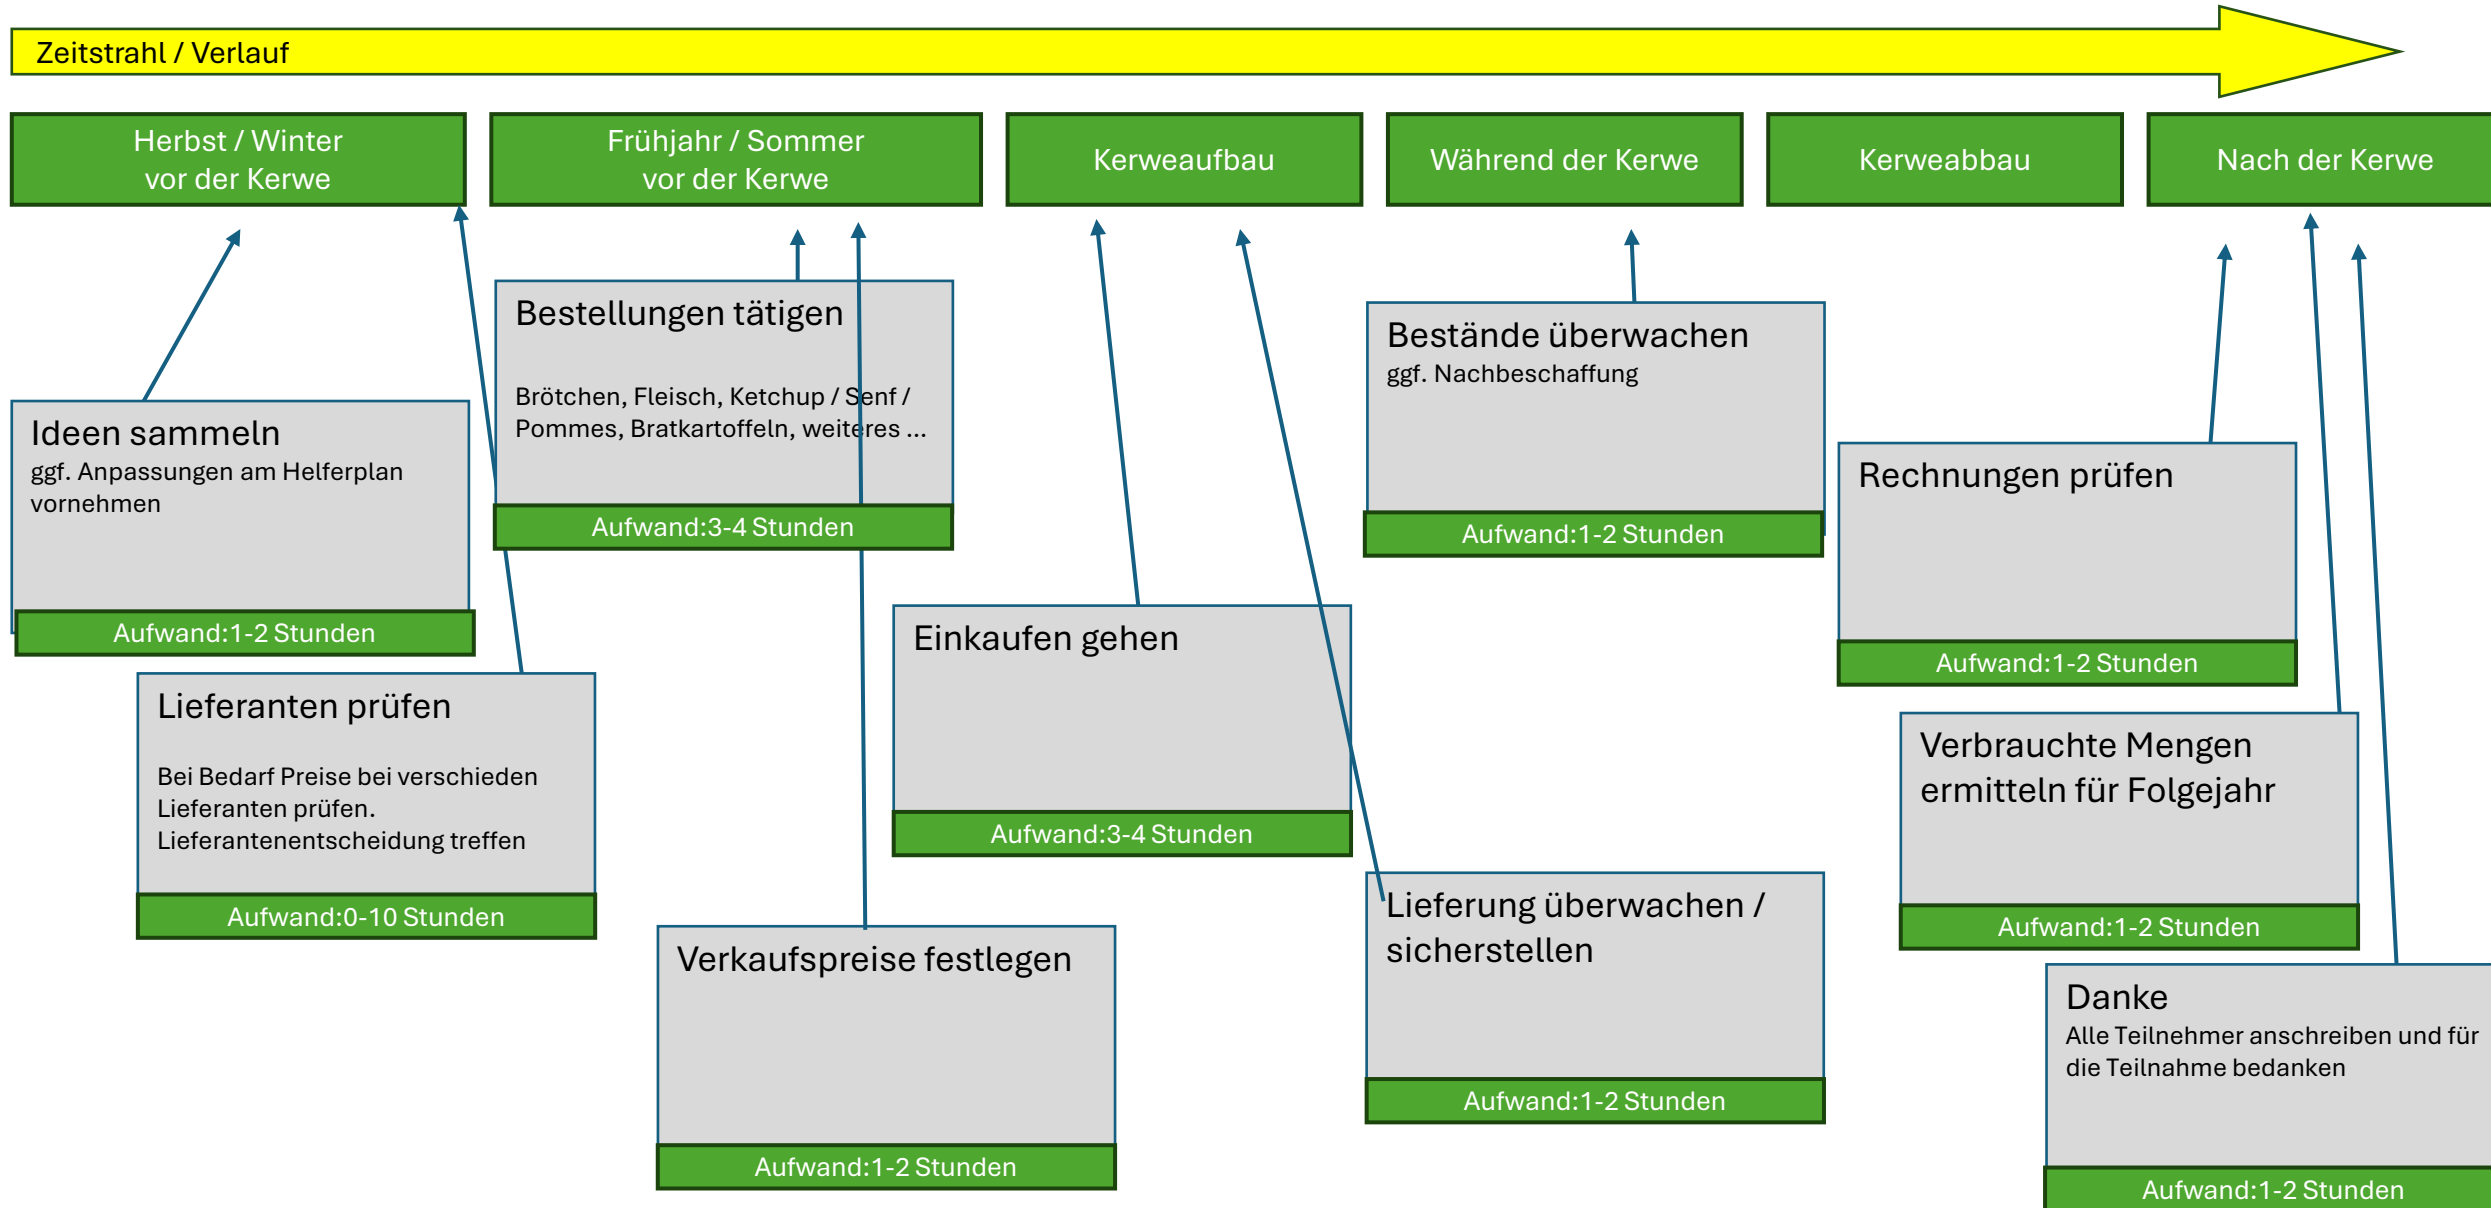 Zeitstrahl / Verlauf
Herbst / Winter
vor der Kerwe
Frühjahr / Sommer
vor der Kerwe
Kerweaufbau
Während der Kerwe
Kerweabbau
Nach der Kerwe
Ideen sammeln
ggf. Anpassungen am Helferplan
vornehmen
Aufwand:1-2 Stunden
Lieferanten prüfen
Bei Bedarf Preise bei verschieden
Lieferanten prüfen.
Lieferantenentscheidung treffen
Aufwand:0-10 Stunden
Bestellungen tätigen
Brötchen, Fleisch, Ketchup / Senf /
Pommes, Bratkartoffeln, weiteres ...
Aufwand:3-4 Stunden
Verkaufspreise festlegen
Aufwand:1-2 Stunden
Einkaufen gehen
Aufwand:3-4 Stunden
Lieferung überwachen /
sicherstellen
Aufwand:1-2 Stunden
Bestände überwachen
ggf. Nachbeschaffung
Aufwand:1-2 Stunden
Rechnungen prüfen
Aufwand:1-2 Stunden
Verbrauchte Mengen
ermitteln für Folgejahr
Aufwand:1-2 Stunden
Danke
Alle Teilnehmer anschreiben und für
die Teilnahme bedanken
Aufwand:1-2 Stunden